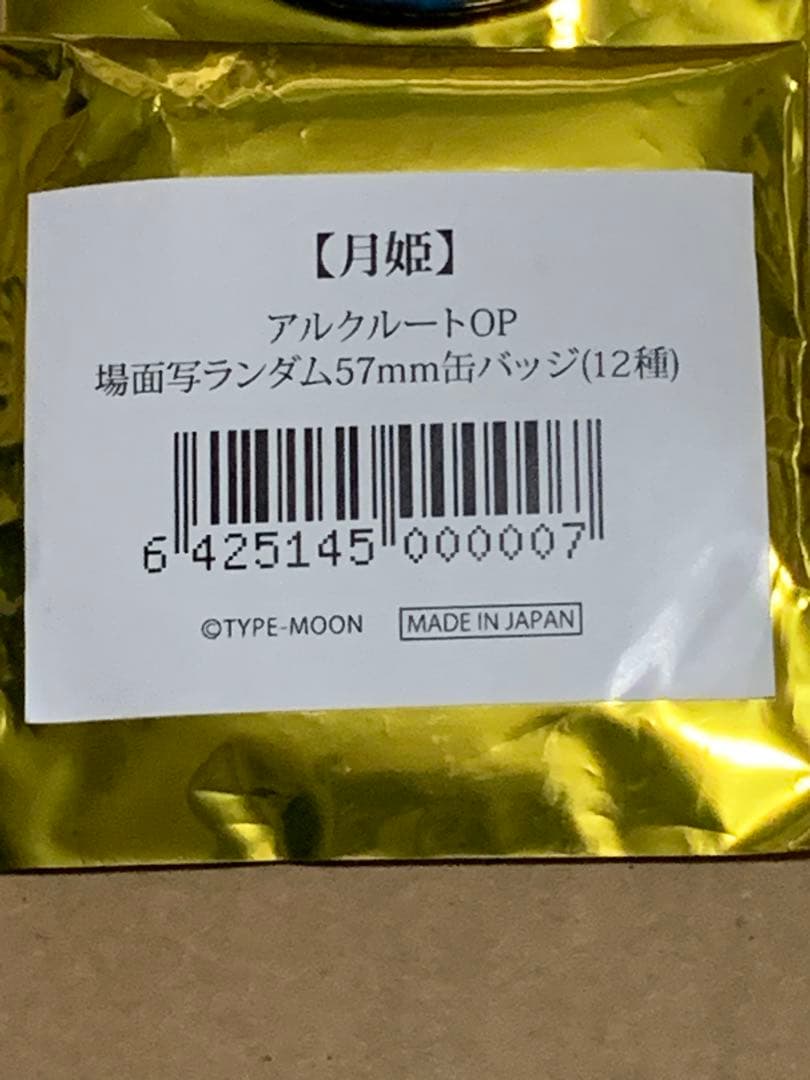 【月姫】
アルクルートOP
場面写ランダム57mm缶バッジ(12種)
6 425145 000007
©TYPE-MOON MADE IN JAPAN